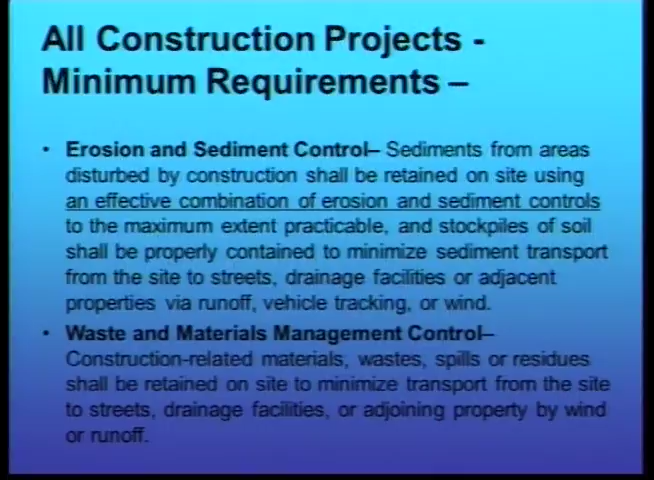 All Construction Projects -
Minimum Requirements –
• Erosion and Sediment Control– Sediments from areas
disturbed by construction shall be retained on site using
an effective combination of erosion and sediment controls
to the maximum extent practicable, and stockpiles of soil
shall be properly contained to minimize sediment transport
from the site to streets, drainage facilities or adjacent
properties via runoff, vehicle tracking, or wind.
• Waste and Materials Management Control–
Construction-related materials, wastes, spills or residues
shall be retained on site to minimize transport from the site
to streets, drainage facilities, or adjoining property by wind
or runoff.